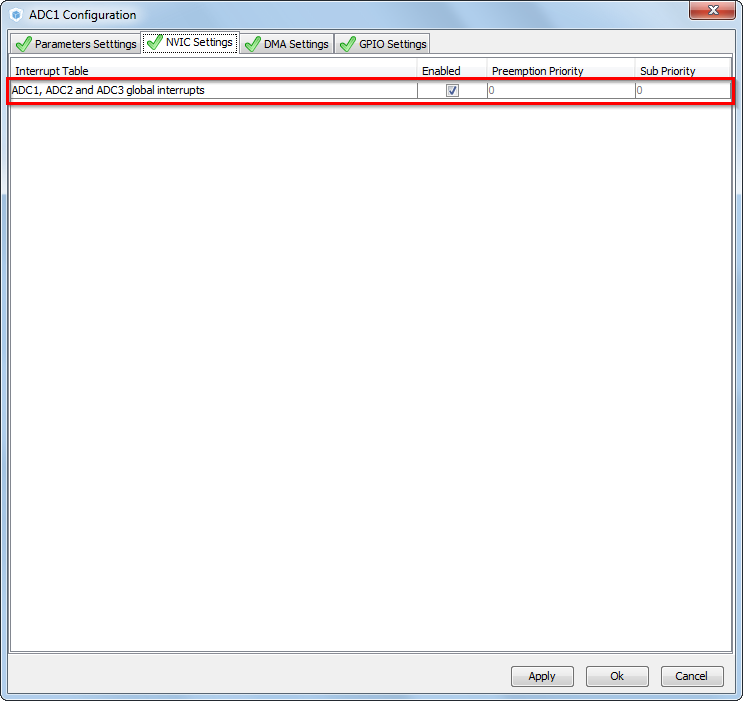 ADC1 Configuration
Parameters Setttings NVIC Settings DMA Settings GPIO Settings
Interrupt Table Enabled Preemption Priority Sub Priority
ADC1, ADC2 and ADC3 global interrupts 0 0
Apply Ok Cancel